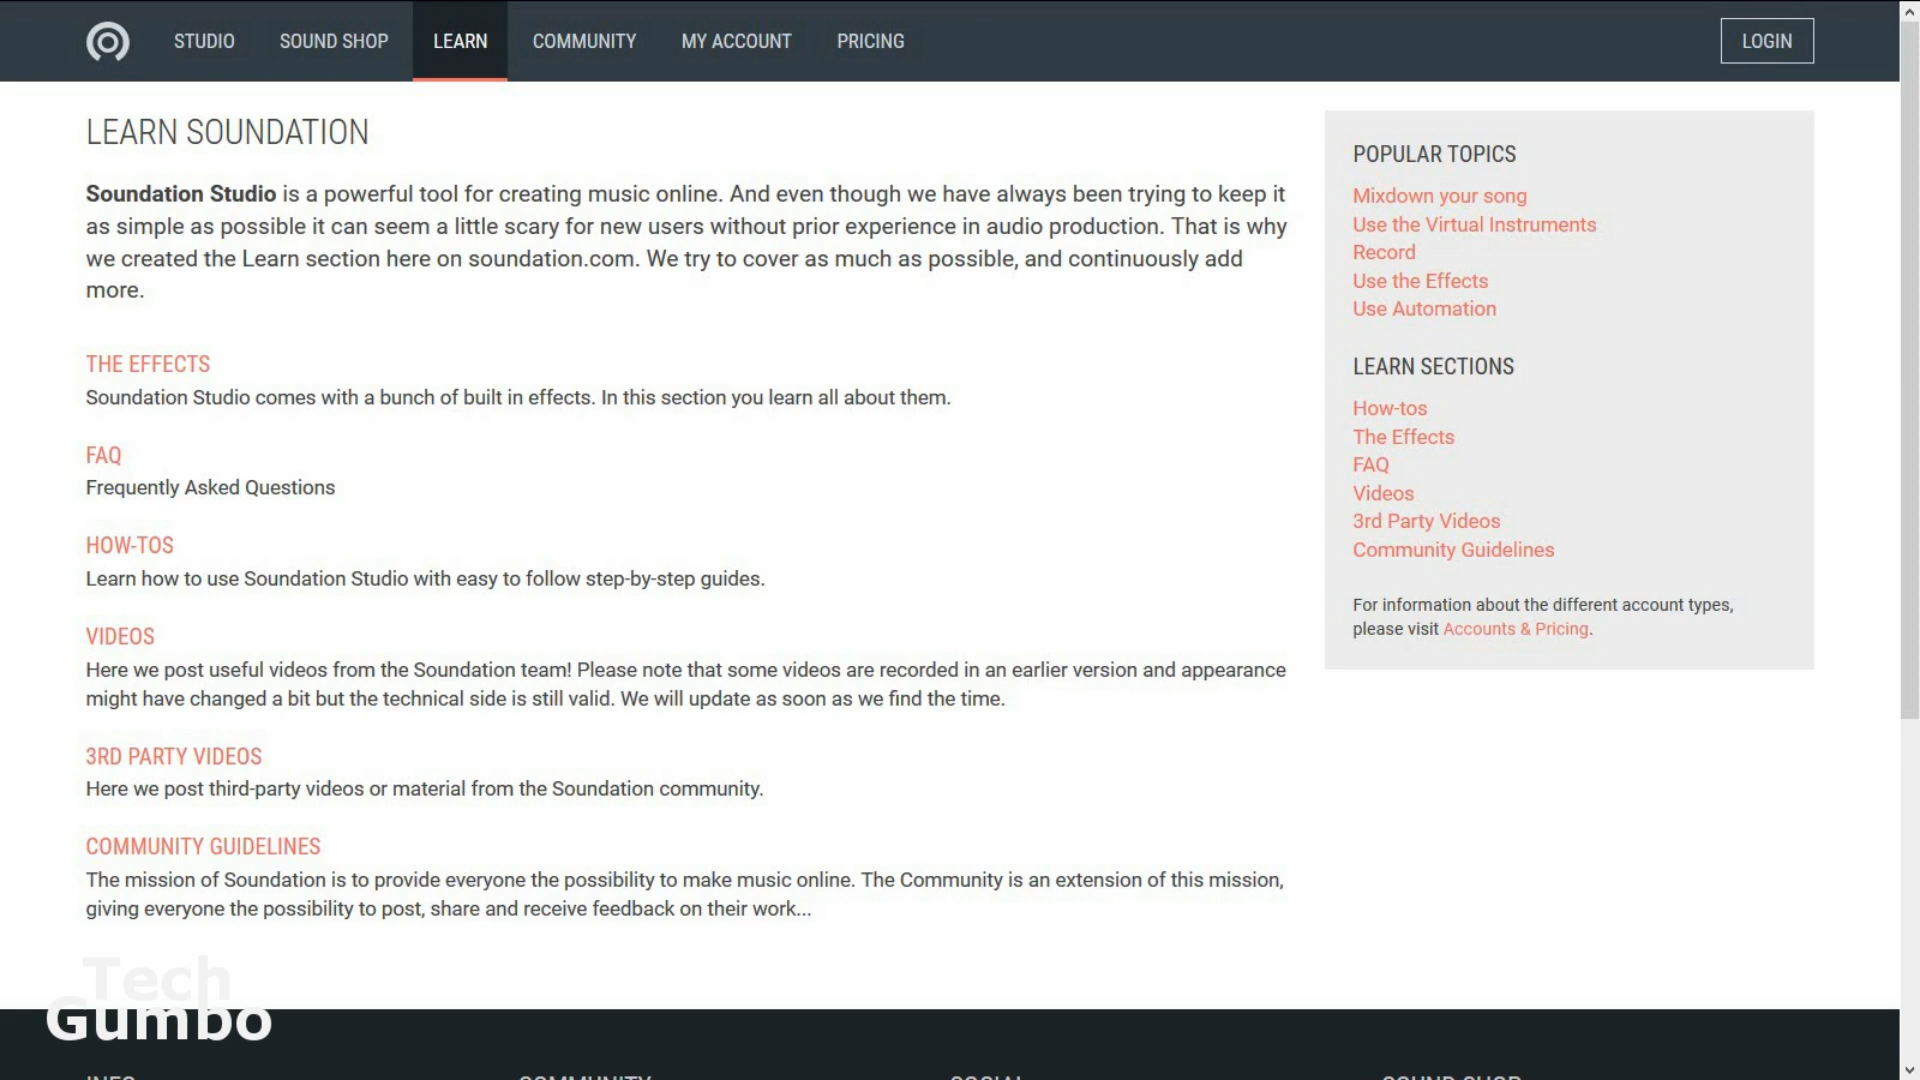 STUDIO SOUND SHOP LEARN COMMUNITY MY ACCOUNT PRICING LOGIN
LEARN SOUNDATION
Soundation Studio is a powerful tool for creating music online. And even though we have always been trying to keep it
as simple as possible it can seem a little scary for new users without prior experience in audio production. That is why
we created the Learn section here on soundation.com. We try to cover as much as possible, and continuously add
more.
THE EFFECTS
Soundation Studio comes with a bunch of built in effects. In this section you learn all about them.
FAQ
Frequently Asked Questions
HOW-TOS
Learn how to use Soundation Studio with easy to follow step-by-step guides.
VIDEOS
Here we post useful videos from the Soundation team! Please note that some videos are recorded in an earlier version and appearance
might have changed a bit but the technical side is still valid. We will update as soon as we find the time.
3RD PARTY VIDEOS
Here we post third-party videos or material from the Soundation community.
COMMUNITY GUIDELINES
The mission of Soundation is to provide everyone the possibility to make music online. The Community is an extension of this mission,
giving everyone the possibility to post, share and receive feedback on their work...
POPULAR TOPICS
Mixdown your song
Use the Virtual Instruments
Record
Use the Effects
Use Automation
LEARN SECTIONS
How-tos
The Effects
FAQ
Videos
3rd Party Videos
Community Guidelines
For information about the different account types,
please visit Accounts & Pricing.
Tech
Gumbo
INFO COMMUNITY SOCIAL SOUND SHOP